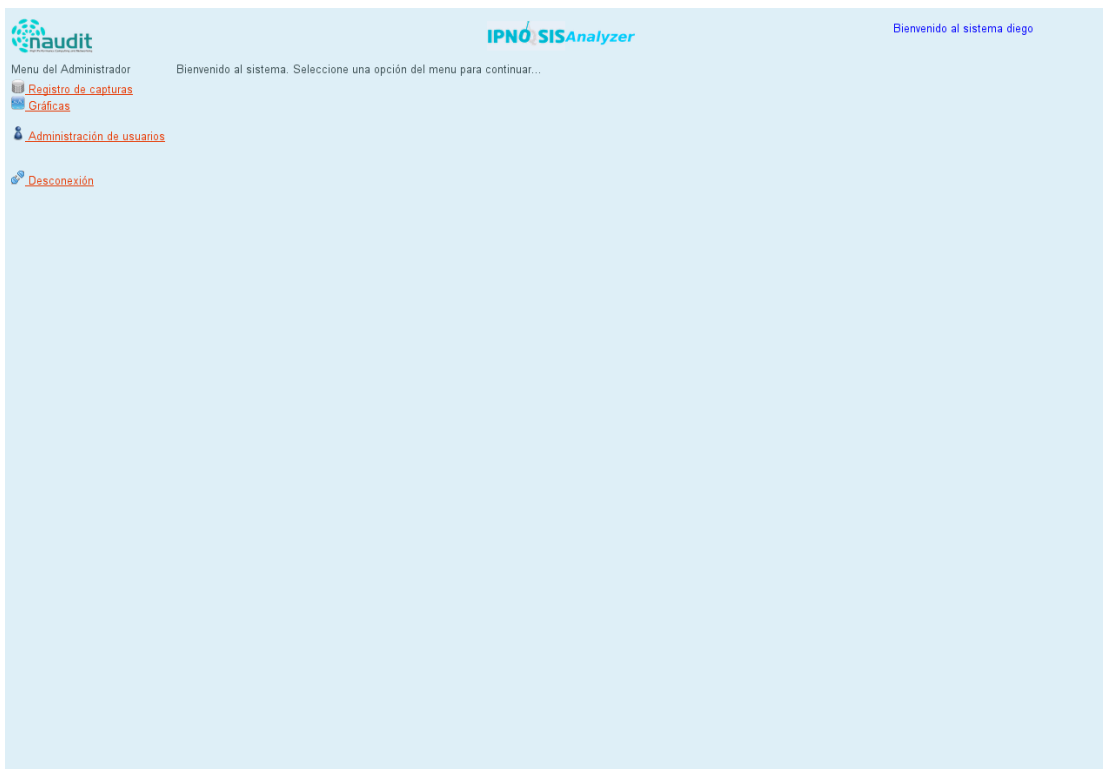 naudit
IPNÓSISAnalyzer
Bienvenido al sistema diego
Menu del Administrador
Bienvenido al sistema. Seleccione una opción del menu para continuar...
Registro de capturas
Gráficas
Administración de usuarios
Desconexión